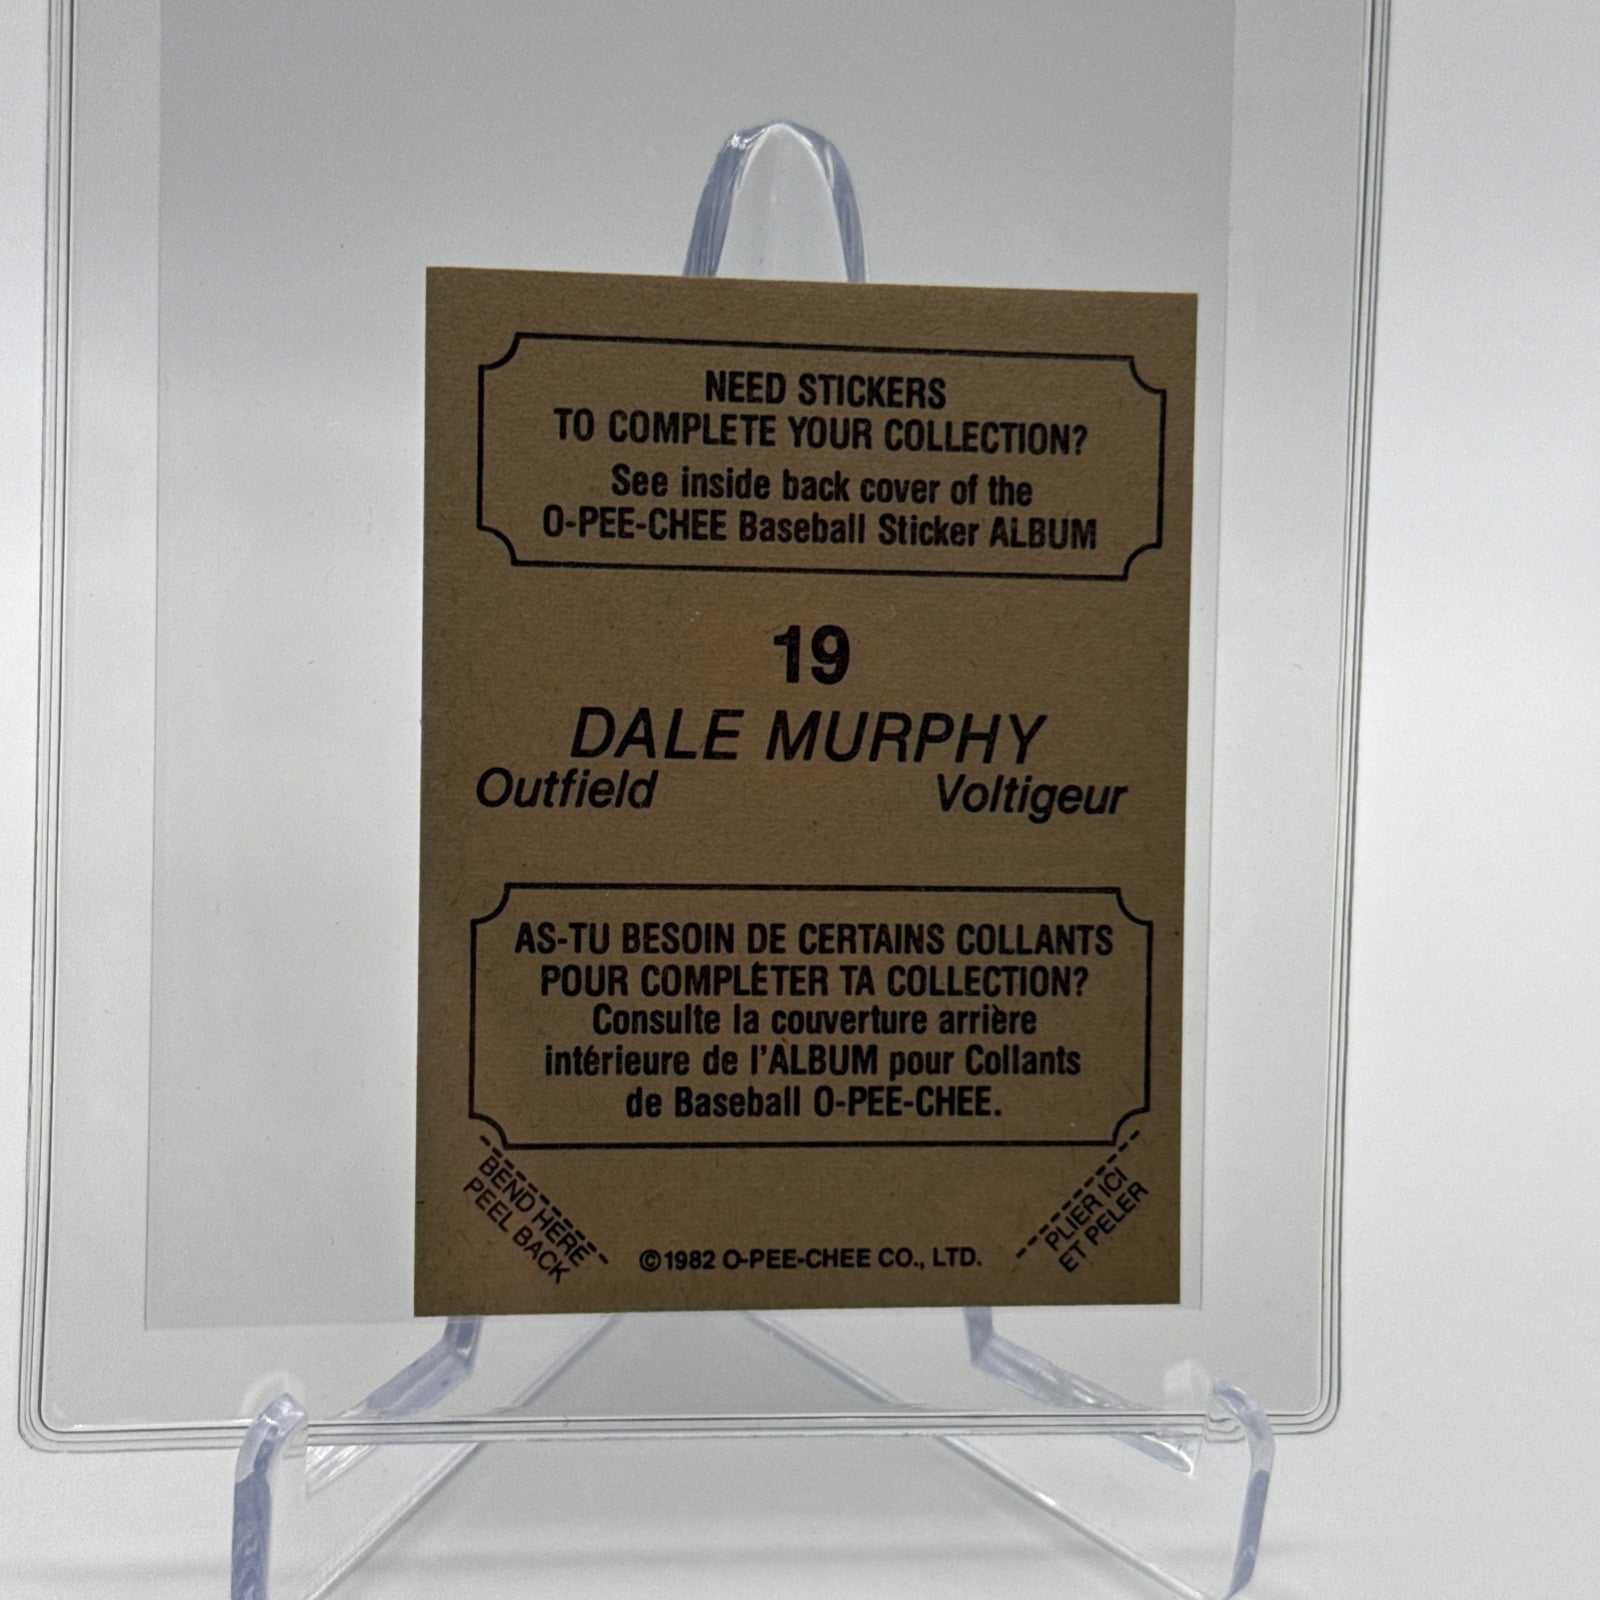 NEED STICKERS
TO COMPLETE YOUR COLLECTION?
See inside back cover of the
O-PEE-CHEE Baseball Sticker ALBUM
19
DALE MURPHY
Outfield Voltigeur
AS-TU BESOIN DE CERTAINS COLLANTS
POUR COMPLÈTER TA COLLECTION?
Consulte la couverture arrière
intérieure de l'ALBUM pour Collants
de Baseball O-PEE-CHEE.
BEND HERE
PEEL BACK
©1982 O-PEE-CHEE CO., LTD.
PLIER ICI
ET PELER